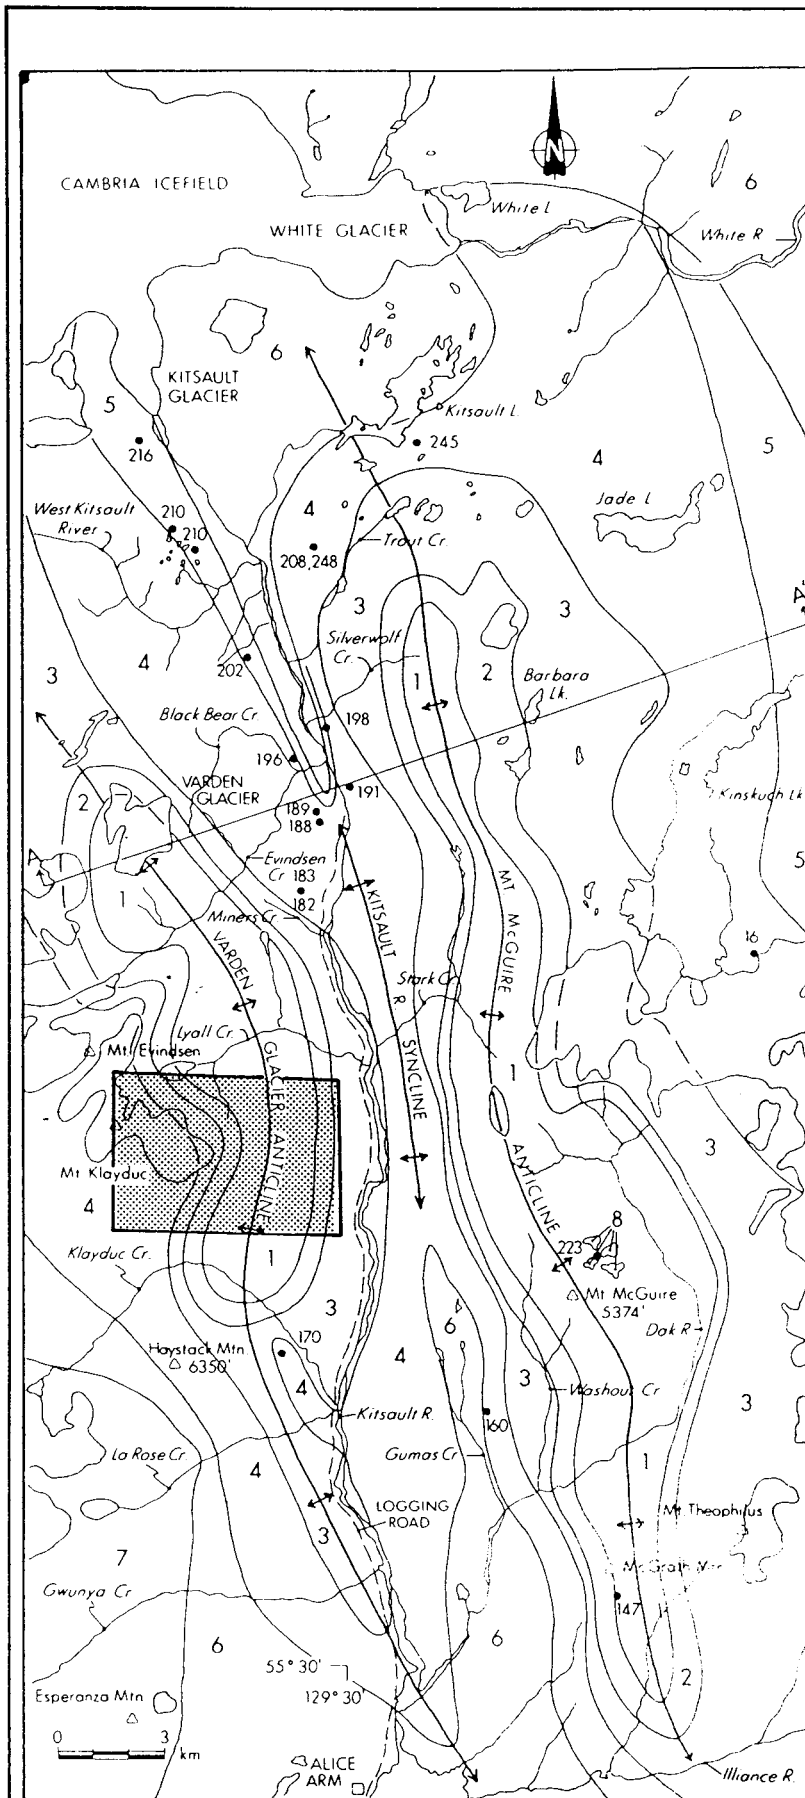 N
CAMBRIA ICEFIELD
6
White L
WHITE GLACIER
White R
6
KITSAULT
GLACIER
5
Kitsault L.
216
245
4
5
West Kitsault
River
210
210
4
Jade L
Trout Cr.
208,248
A'
3
3
Silverwolf
Cr.
4
202
3
1
2
Barbara
Lk.
Black Bear Cr.
198
196
VARDEN
GLACIER
191
Kinskuch Lk
2
189
188
A
Evindsen
Cr
183
182
5
1
Miners Cr
KITSAULT R SYNCLINE
MT McGUIRE ANTICLINE
VARDEN GLACIER ANTICLINE
16
Stark Cr
Lyall Cr.
Mt. Evindsen
1
3
Mt Klayduc
4
8
223
Klayduc Cr.
1
Mt McGuire
5374'
3
6
Dak R
170
Haystack Mtn.
6350'
4
4
3
Washout Cr
3
Kitsault R.
160
La Rose Cr.
Gumas Cr
4
1
LOGGING
ROAD
Mt. Theophilus
3
7
Gwunya Cr
147
6
6
55° 30'
129° 30'
2
Esperanza Mtn
0 3
km
ALICE
ARM
Illiance R.